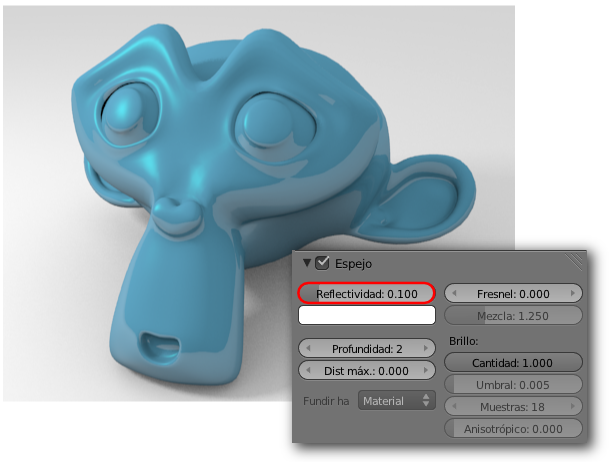 Espejo
Reflectividad: 0.100
Fresnel: 0.000
Mezcla: 1.250
Profundidad: 2
Dist máx.: 0.000
Fundir ha
Material
Brillo:
Cantidad: 1.000
Umbral: 0.005
Muestras: 18
Anisotrópico: 0.000